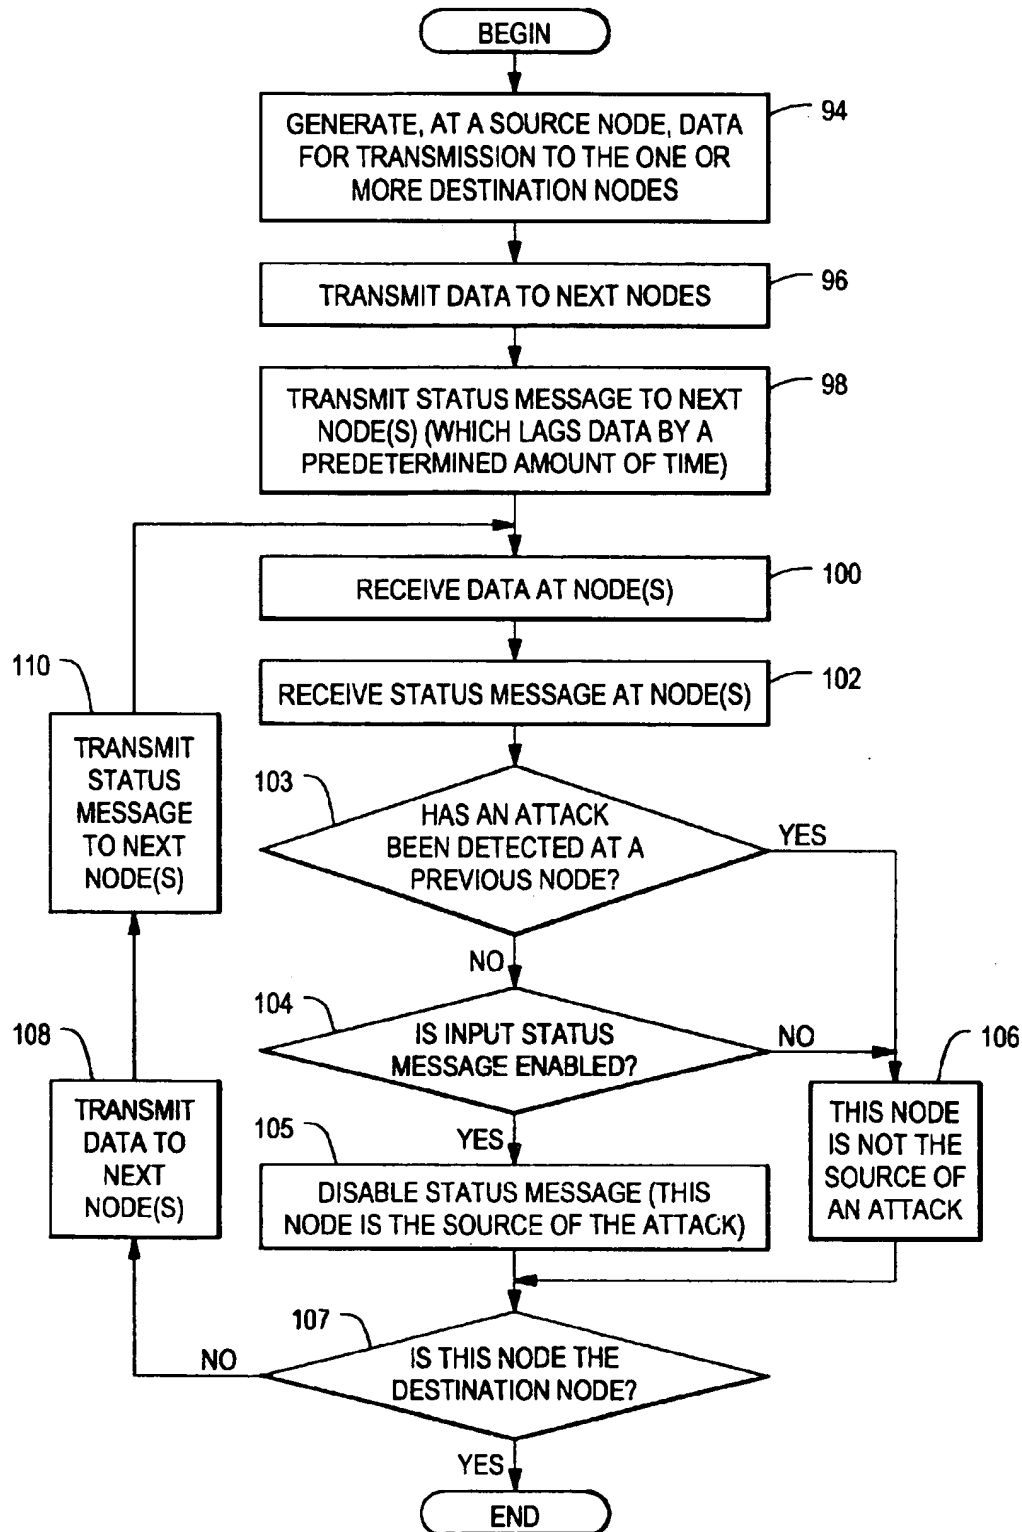 BEGIN
94
GENERATE, AT A SOURCE NODE, DATA
FOR TRANSMISSION TO THE ONE OR
MORE DESTINATION NODES
96
TRANSMIT DATA TO NEXT NODES
98
TRANSMIT STATUS MESSAGE TO NEXT
NODE(S) (WHICH LAGS DATA BY A
PREDETERMINED AMOUNT OF TIME)
100
RECEIVE DATA AT NODE(S)
102
RECEIVE STATUS MESSAGE AT NODE(S)
110
TRANSMIT
STATUS
MESSAGE
TO NEXT
NODE(S)
103
HAS AN ATTACK
BEEN DETECTED AT A
PREVIOUS NODE?
YES
NO
104
IS INPUT STATUS
MESSAGE ENABLED?
NO
106
THIS NODE
IS NOT THE
SOURCE OF
AN ATTACK
108
TRANSMIT
DATA TO
NEXT
NODE(S)
YES
105
DISABLE STATUS MESSAGE (THIS
NODE IS THE SOURCE OF THE ATTACK)
107
IS THIS NODE THE
DESTINATION NODE?
NO
YES
END